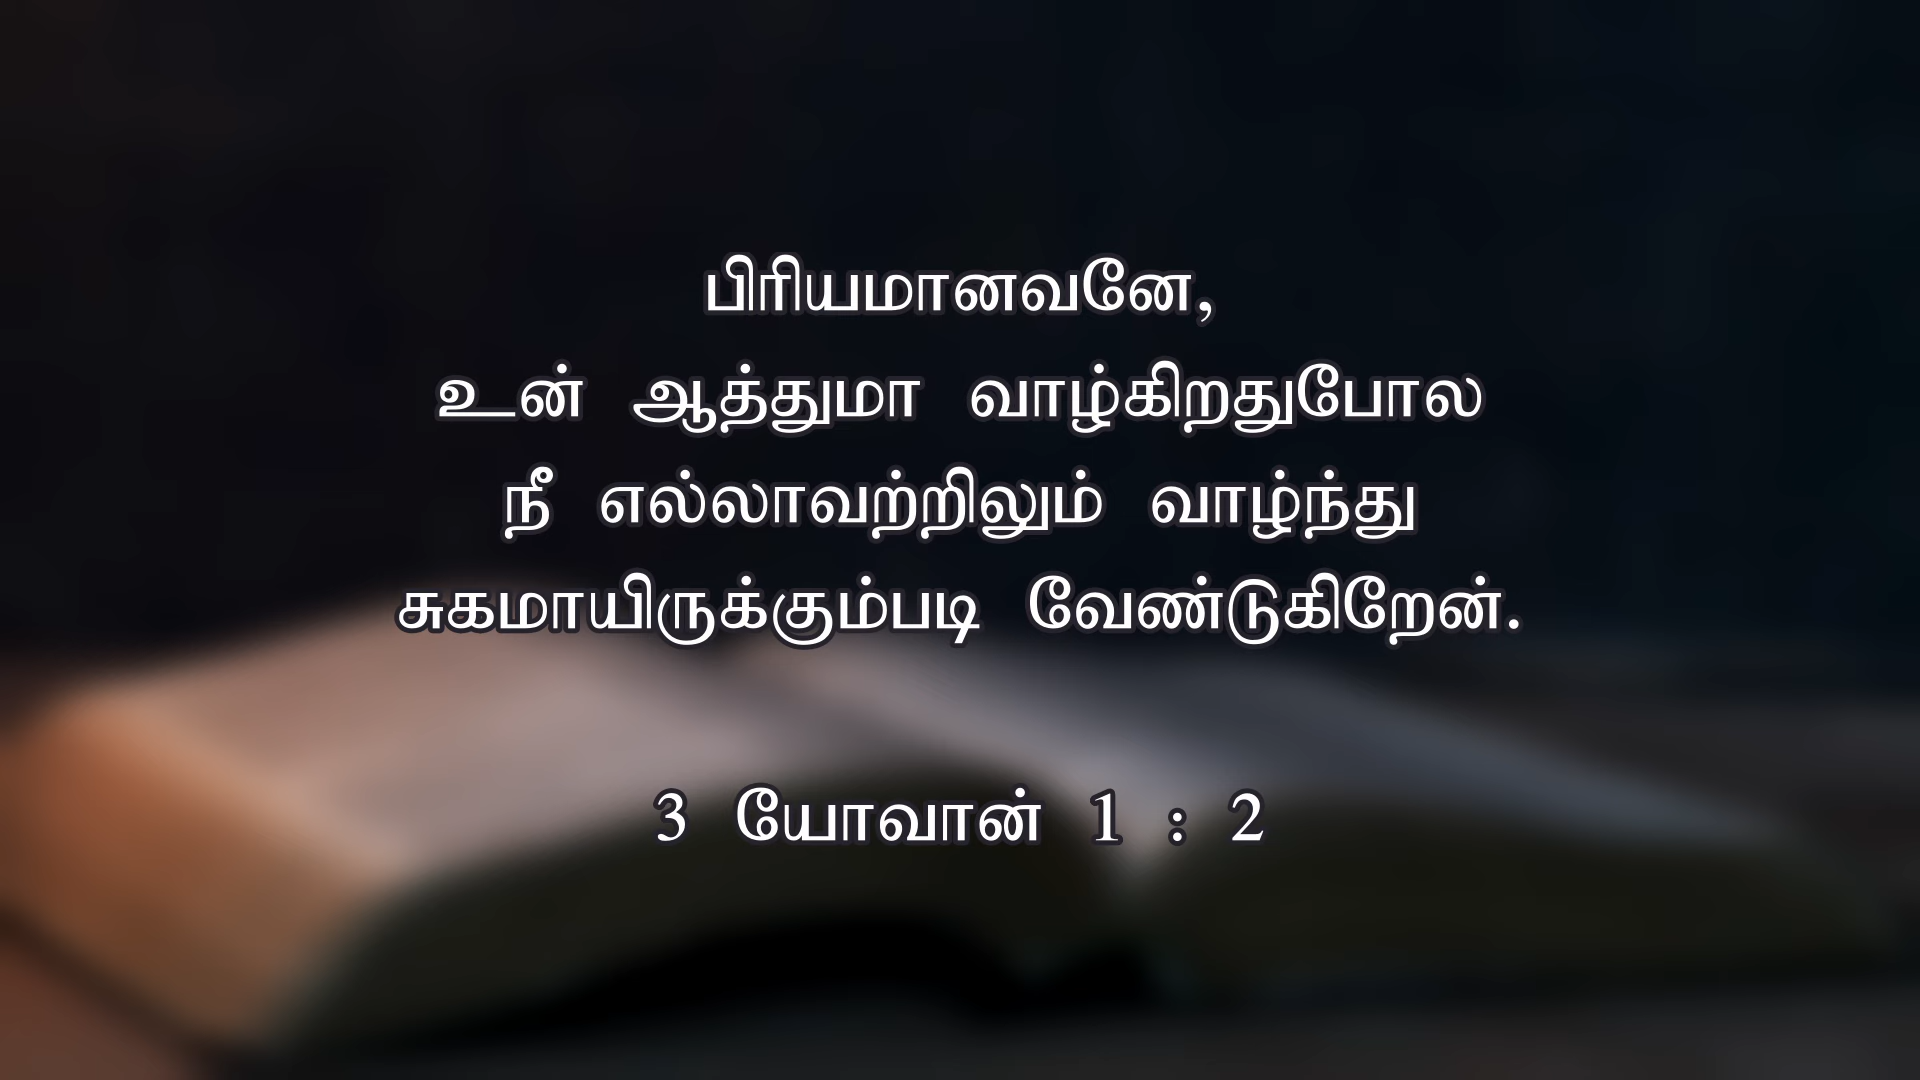 பிரியமானவனே,
உன் ஆத்துமா வாழ்கிறதுபோல
நீ எல்லாவற்றிலும் வாழ்ந்து
சுகமாயிருக்கும்படி வேண்டுகிறேன்.
3 யோவான் 1 : 2